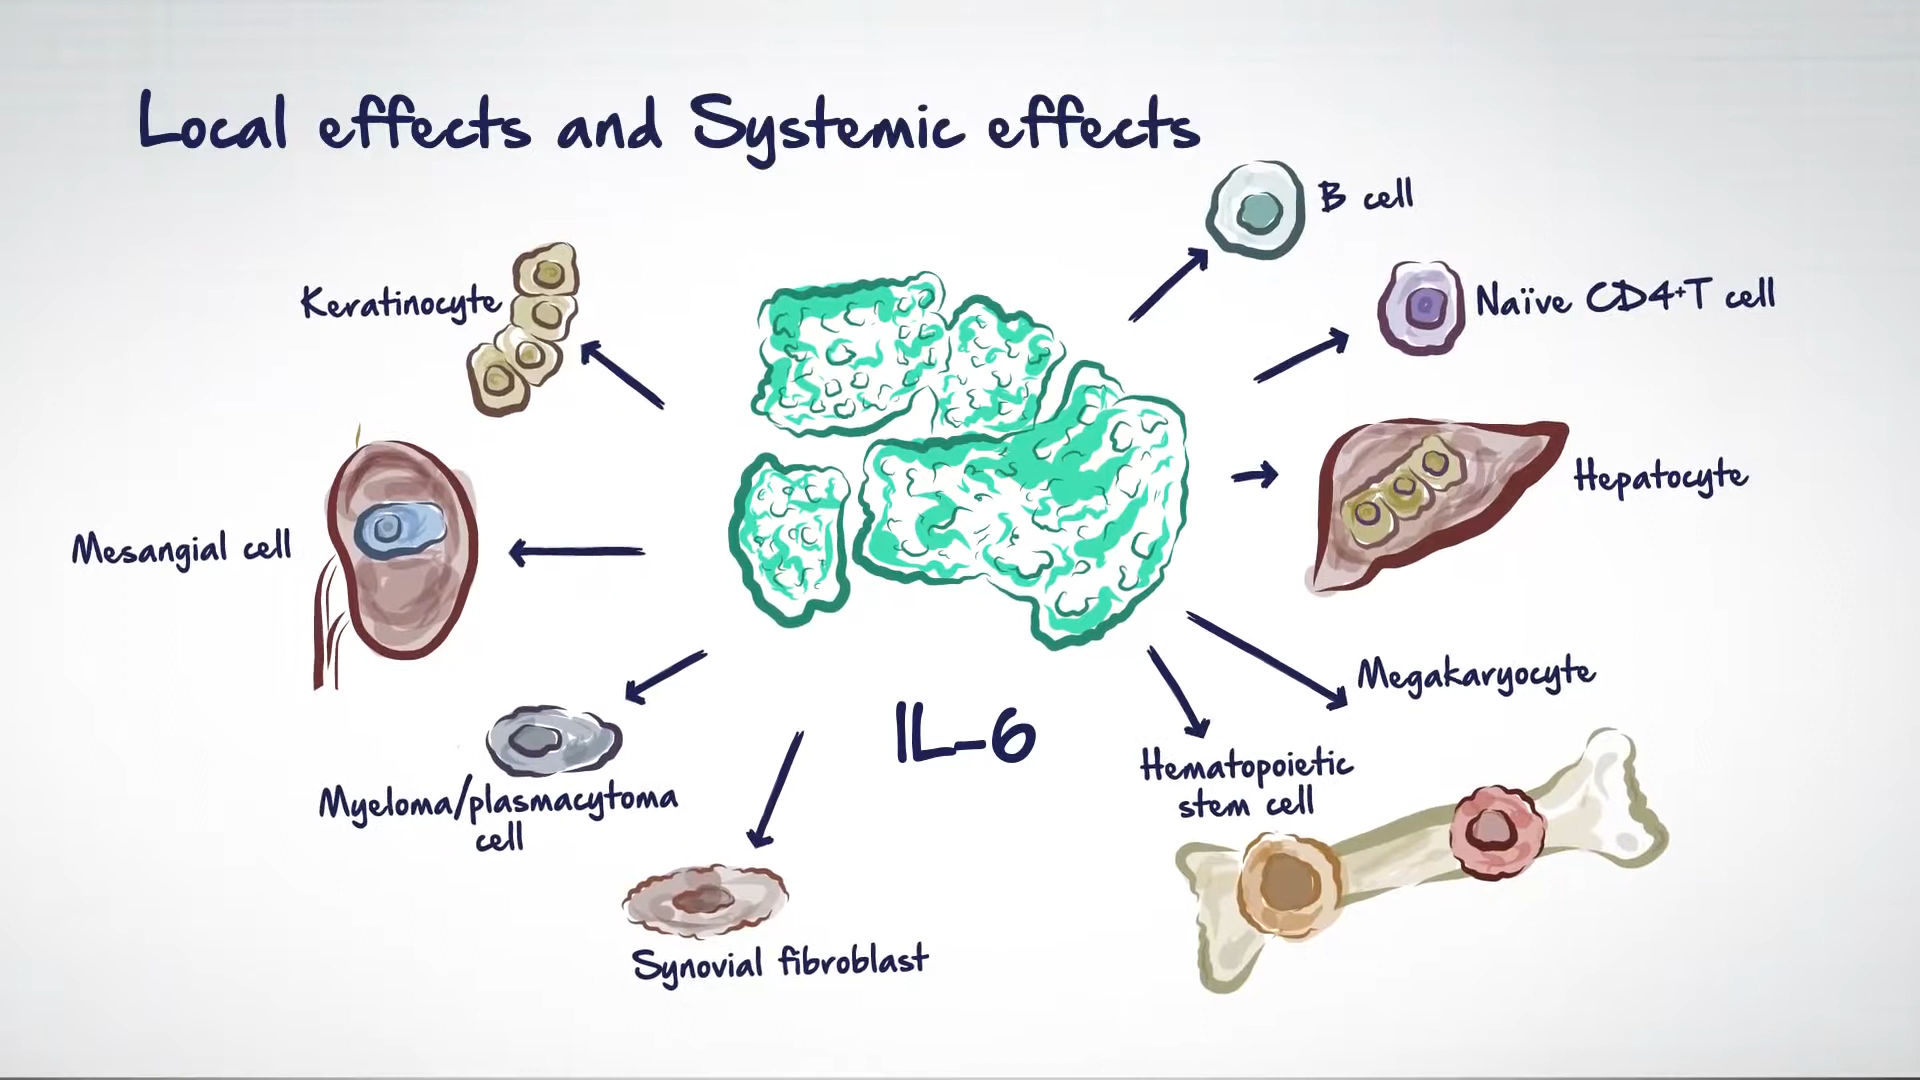 Local effects and Systemic effects
B cell
Keratinocyte
Naïve CD4+T cell
Hepatocyte
Mesangial cell
Megakaryocyte
IL-6
Hematopoietic
stem cell
Myeloma/plasmacytoma
cell
Synovial fibroblast